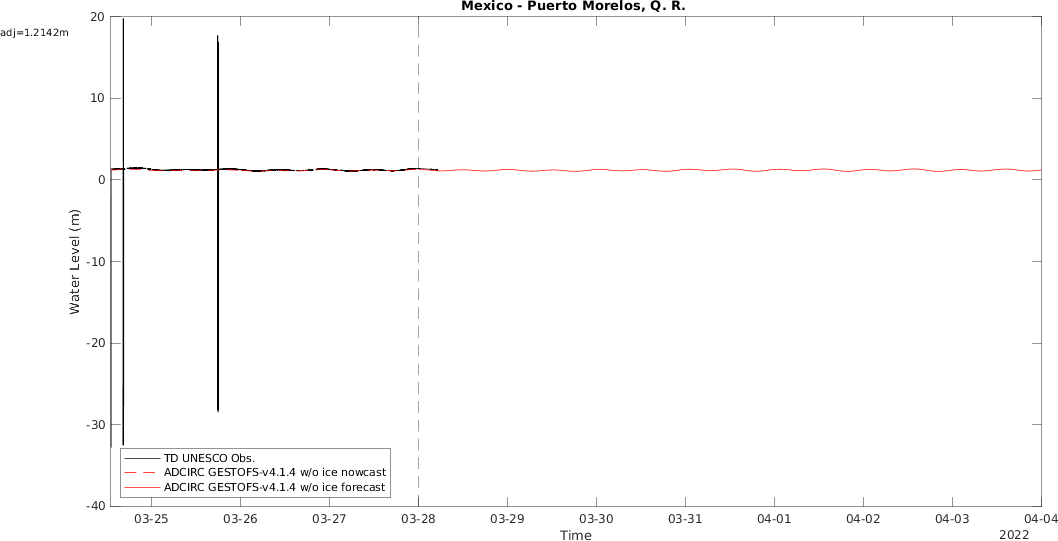 Mexico - Puerto Morelos, Q. R.
adj=1.2142m
20
10
0
-10
-20
-30
-40
Water Level (m)
TD UNESCO Obs.
ADCIRC GESTOFS-v4.1.4 w/o ice nowcast
ADCIRC GESTOFS-v4.1.4 w/o ice forecast
03-25 03-26 03-27 03-28 03-29 03-30 03-31 04-01 04-02 04-03 04-04
Time
2022